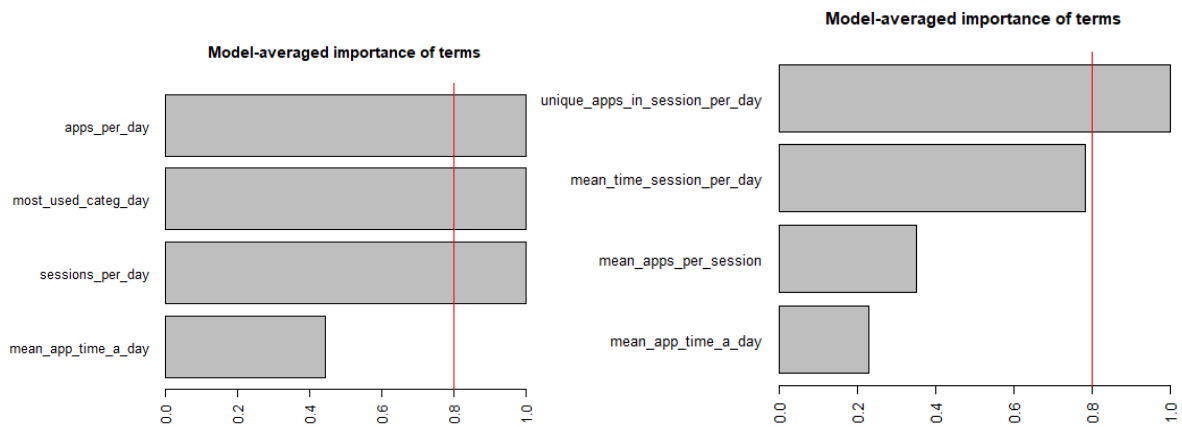 Model-averaged importance of terms
apps_per_day
most_used_categ_day
sessions_per_day
mean_app_time_a_day
0.0 0.2 0.4 0.6 0.8 1.0
Model-averaged importance of terms
unique_apps_in_session_per_day
mean_time_session_per_day
mean_apps_per_session
mean_app_time_a_day
0.0 0.2 0.4 0.6 0.8 1.0